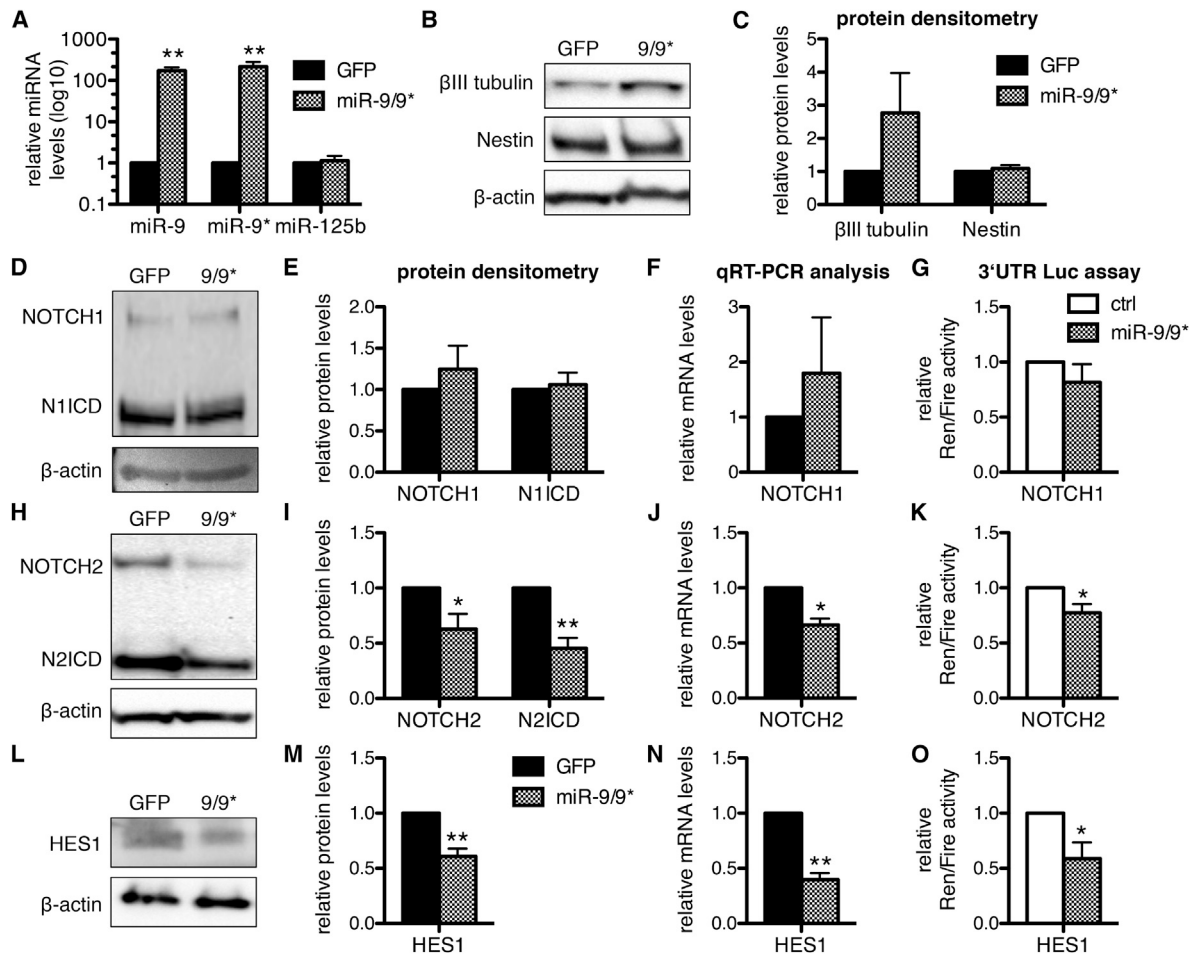 A
relative miRNA
levels (log10)
1000
100
10
1
0.1
**
**
GFP
miR-9/9*
miR-9
miR-9*
miR-125b
B
GFP
9/9*
βIII tubulin
Nestin
β-actin
C
protein densitometry
relative protein levels
5
4
3
2
1
0
GFP
miR-9/9*
βIII tubulin
Nestin
D
GFP
9/9*
NOTCH1
N1ICD
β-actin
E
protein densitometry
relative protein levels
2.0
1.5
1.0
0.5
0.0
NOTCH1
N1ICD
F
qRT-PCR analysis
relative mRNA levels
3
2
1
0
NOTCH1
G
3‘UTR Luc assay
relative
Ren/Fire activity
1.5
1.0
0.5
0.0
ctrl
miR-9/9*
NOTCH1
H
GFP
9/9*
NOTCH2
N2ICD
β-actin
I
relative protein levels
1.5
1.0
0.5
0.0
*
**
NOTCH2
N2ICD
J
relative mRNA levels
1.5
1.0
0.5
0.0
*
NOTCH2
K
relative
Ren/Fire activity
1.5
1.0
0.5
0.0
*
NOTCH2
L
GFP
9/9*
HES1
β-actin
M
relative protein levels
1.5
1.0
0.5
0.0
**
GFP
miR-9/9*
HES1
N
relative mRNA levels
1.5
1.0
0.5
0.0
**
HES1
O
relative
Ren/Fire activity
1.5
1.0
0.5
0.0
*
HES1